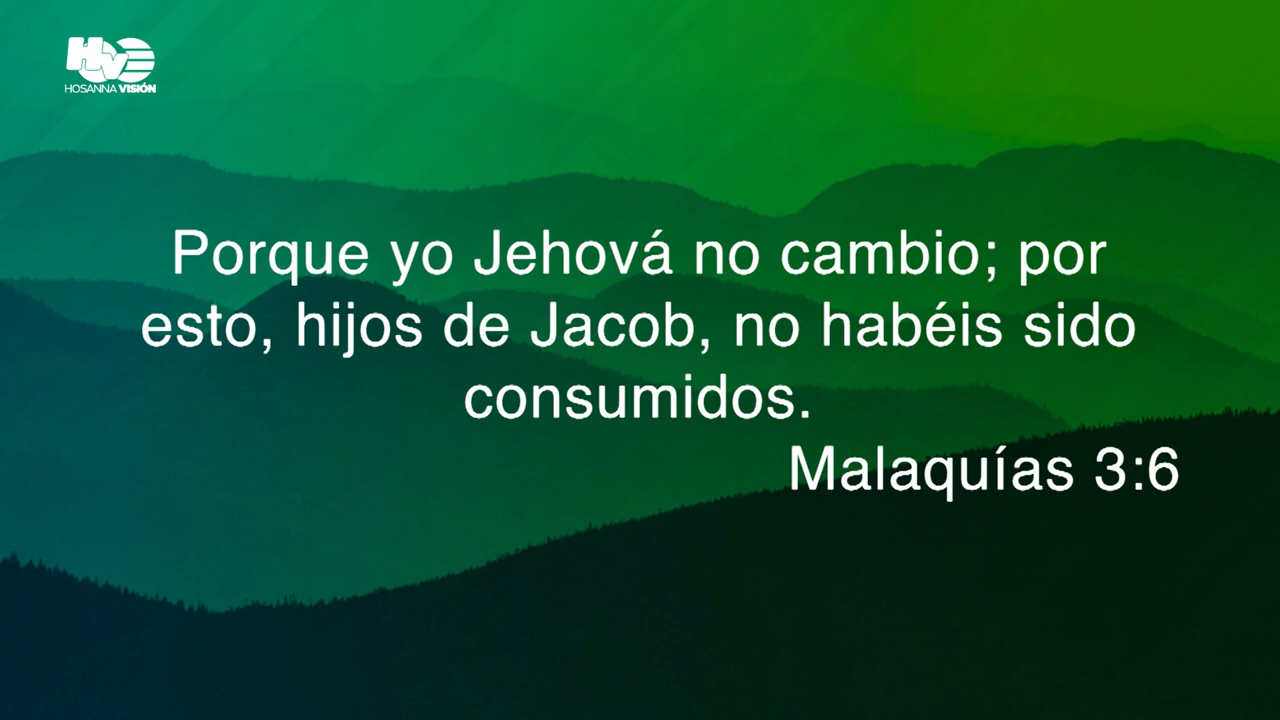 HVE
HOSANNA VISIÓN
Porque yo Jehová no cambio; por
esto, hijos de Jacob, no habéis sido
consumidos.
Malaquías 3:6